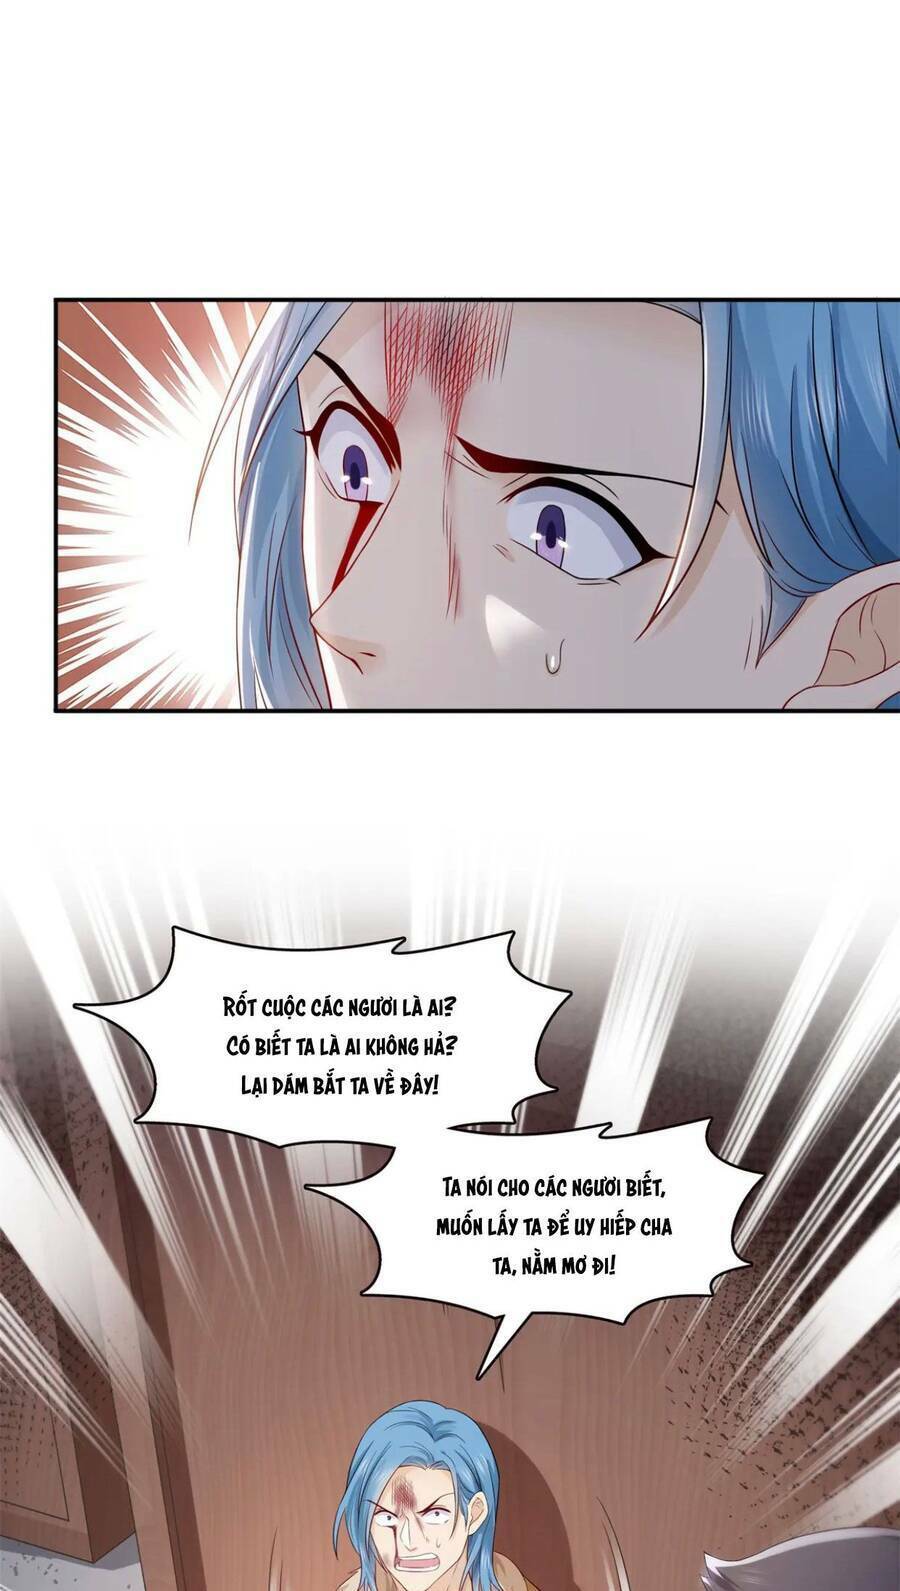 RỐT CUỘC CÁC NGƯƠI LÀ AI?
CÓ BIẾT TA LÀ AI KHÔNG HẢ?
LẠI DÁM BẮT TA VỀ ĐÂY!
TA NÓI CHO CÁC NGƯƠI BIẾT,
MUỐN LẤY TA ĐỂ UY HIẾP CHA
TA, NẰM MƠ ĐI!